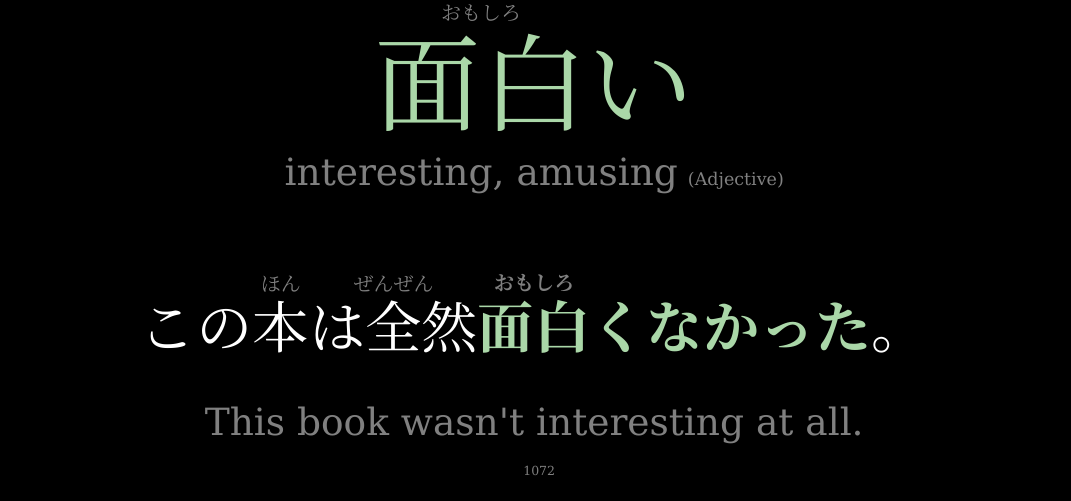 おもしろ
面白い
interesting, amusing (Adjective)
ほん ぜんぜん おもしろ
この本は全然面白くなかった。
This book wasn't interesting at all.
1072